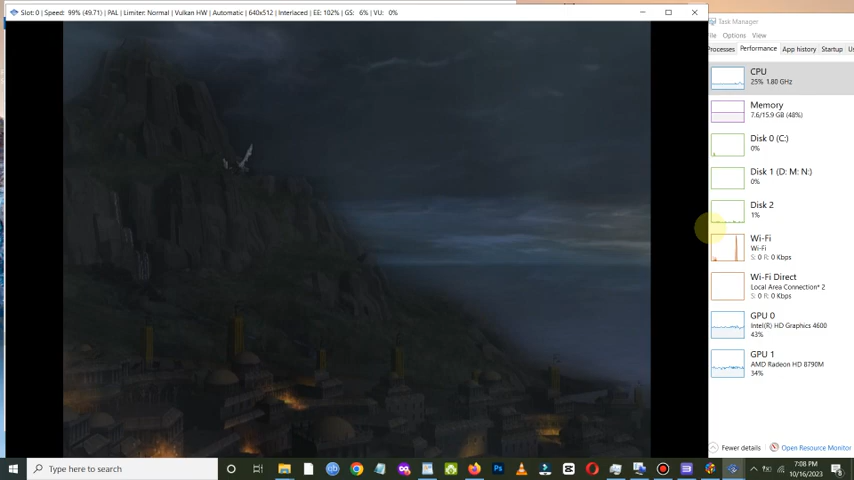 Slot: 0 | Speed: 99% (49.71) | PAL | Limiter: Normal | Vulkan HW | Automatic | 640x512 | Interlaced | EE: 102% | GS: 6% | VU: 0%
Task Manager
File Options View
Processes Performance App history Startup
CPU
25% 1.80 GHz
Memory
7.6/15.9 GB (48%)
Disk 0 (C:)
0%
Disk 1 (D: M: N:)
0%
Disk 2
1%
Wi-Fi
Wi-Fi
S: 0 R: 0 Kbps
Wi-Fi Direct
Local Area Connection* 2
S: 0 R: 0 Kbps
GPU 0
Intel(R) HD Graphics 4600
43%
GPU 1
AMD Radeon HD 8790M
34%
Fewer details Open Resource Monitor
Type here to search
7:08 PM
10/16/2023